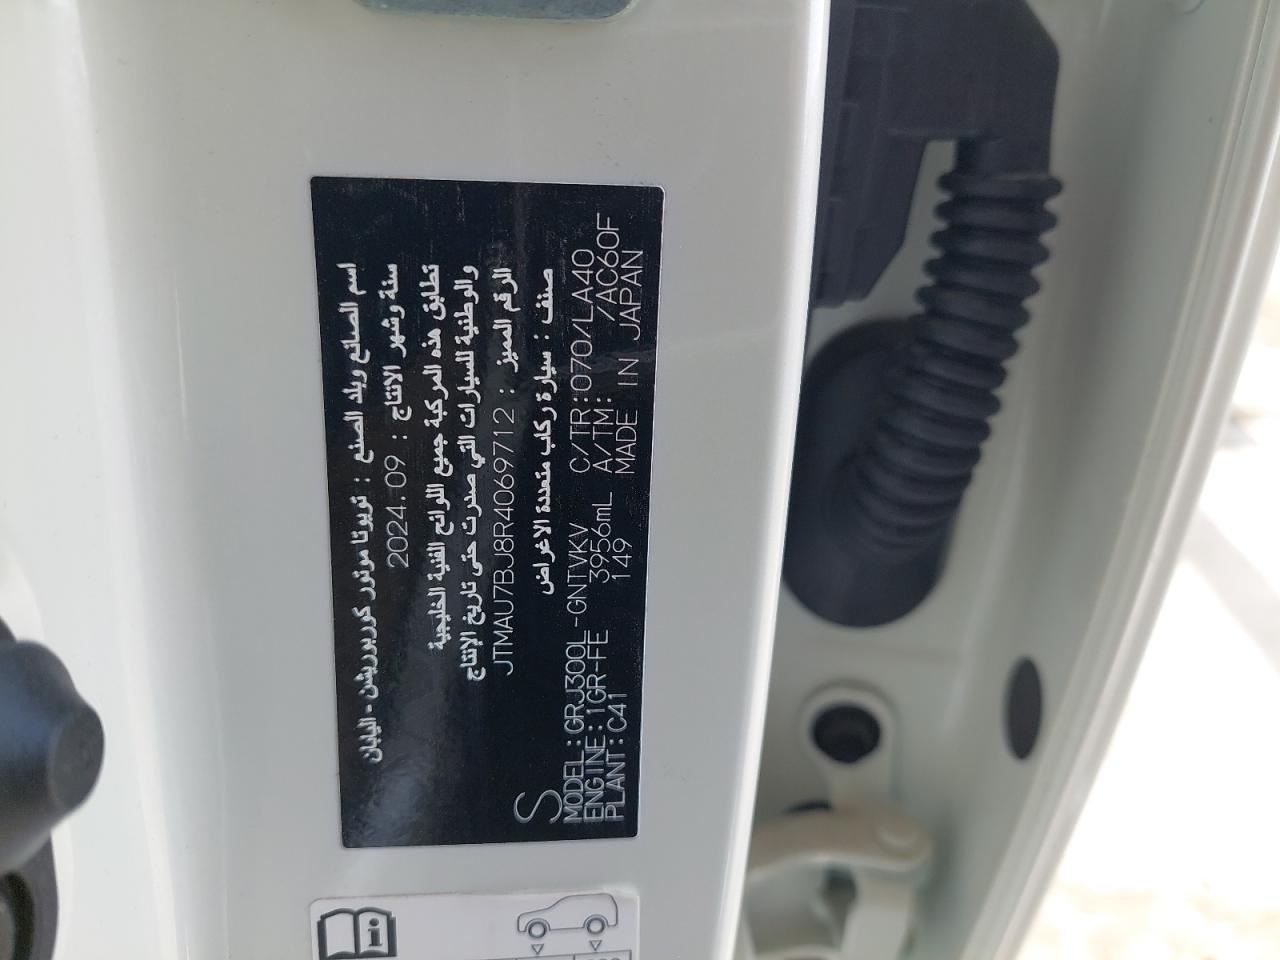 اسم الصانع وبلد الصنع : تويوتا موتور كوربوريشن - اليابان
سنة وشهر الانتاج : 2024.09
تطابق هذه المركبة جميع اللوائح الفنية الخليجية
والوطنية للسيارات التي صدرت حتى تاريخ الإنتاج
الرقم المميز : JTMAU7BJ8R4069712
صنف : سيارة ركاب متعددة الاغراض
S
MODEL:GRJ300L-GNTVKV C/TR:070/LA40
ENGINE:1GR-FE 3956mL A/TM: /AC60F
PLANT:C41 149 MADE IN JAPAN
i